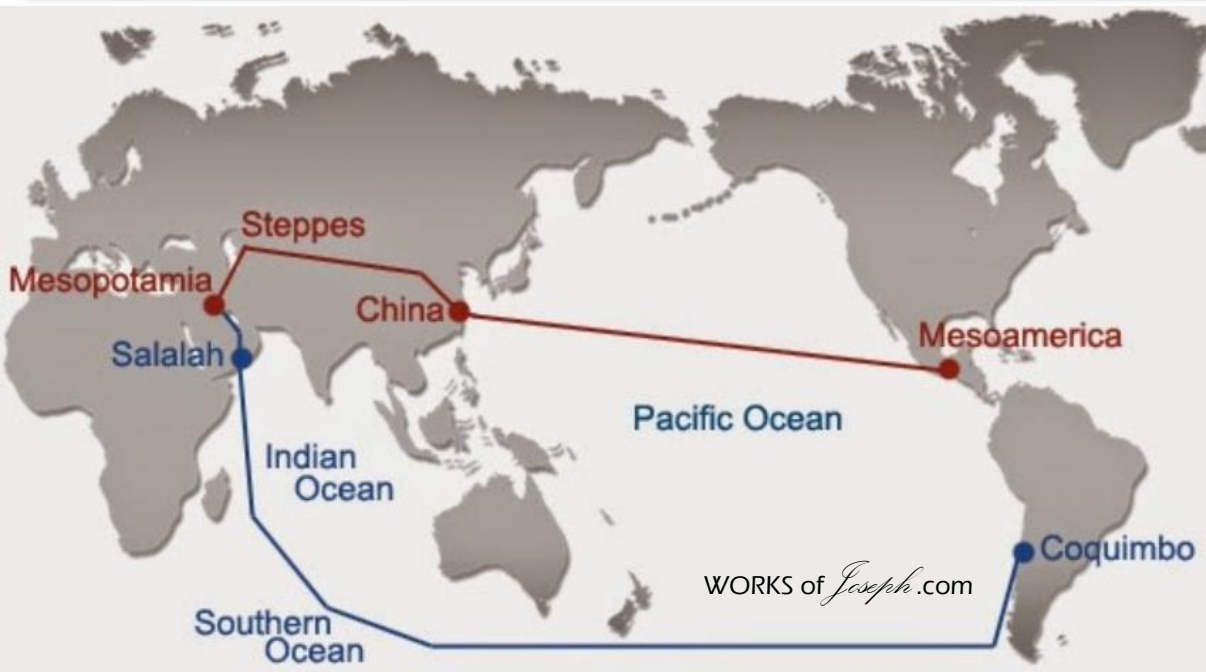 Steppes
Mesopotamia
China
Salalah
Mesoamerica
Pacific Ocean
Indian
Ocean
Coquimbo
WORKS of Joseph.com
Southern
Ocean